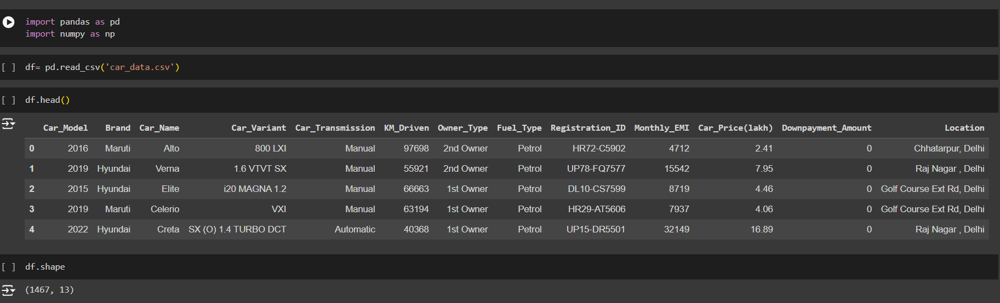 import pandas as pd
import numpy as np
[ ] df= pd.read_csv('car_data.csv')
[ ] df.head()
Car_Model Brand Car_Name Car_Variant Car_Transmission KM_Driven Owner_Type Fuel_Type Registration_ID Monthly_EMI Car_Price(lakh) Downpayment_Amount Location
0 2016 Maruti Alto 800 LXI Manual 97698 2nd Owner Petrol HR72-C5902 4712 2.41 0 Chhatarpur, Delhi
1 2019 Hyundai Verna 1.6 VTVT SX Manual 55921 2nd Owner Petrol UP78-FQ7577 15542 7.95 0 Raj Nagar , Delhi
2 2015 Hyundai Elite i20 MAGNA 1.2 Manual 66663 1st Owner Petrol DL10-CS7599 8719 4.46 0 Golf Course Ext Rd, Delhi
3 2019 Maruti Celerio VXI Manual 63194 1st Owner Petrol HR29-AT5606 7937 4.06 0 Golf Course Ext Rd, Delhi
4 2022 Hyundai Creta SX (O) 1.4 TURBO DCT Automatic 40368 1st Owner Petrol UP15-DR5501 32149 16.89 0 Raj Nagar , Delhi
[ ] df.shape
(1467, 13)